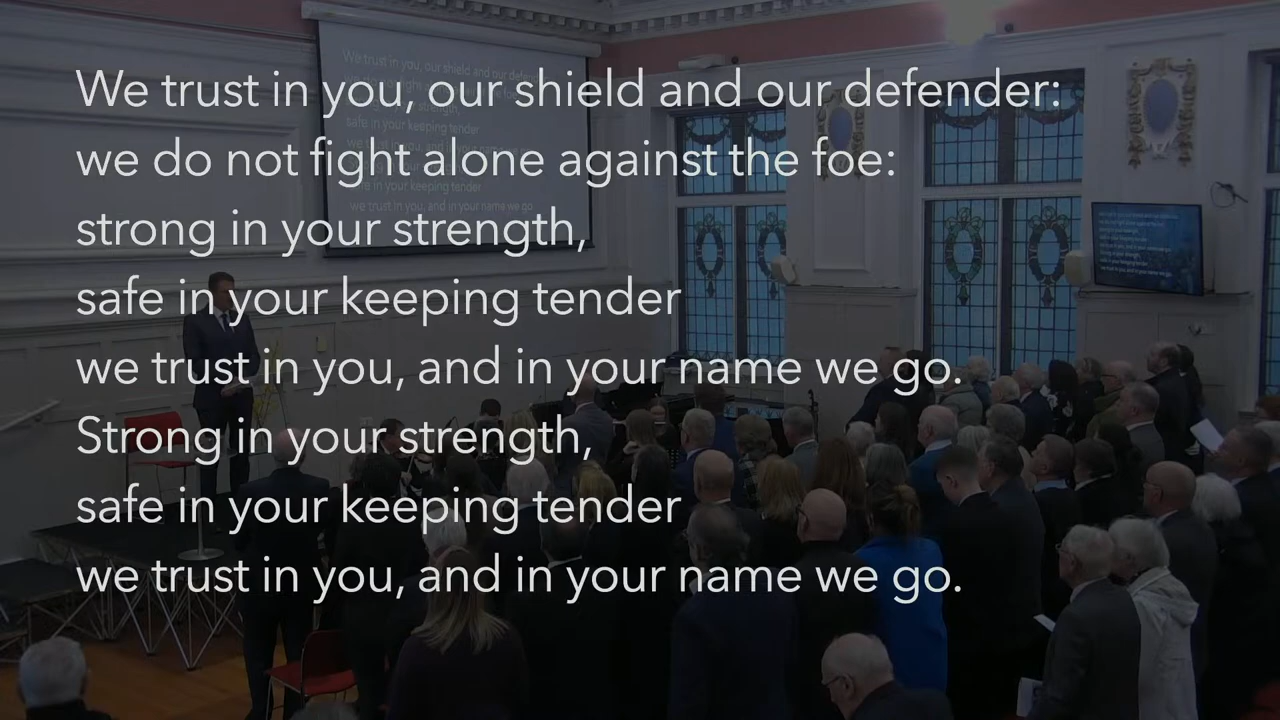 We trust in you, our shield and our defender:
we do not fight alone against the foe:
strong in your strength,
safe in your keeping tender
we trust in you, and in your name we go.
Strong in your strength,
safe in your keeping tender
we trust in you, and in your name we go.